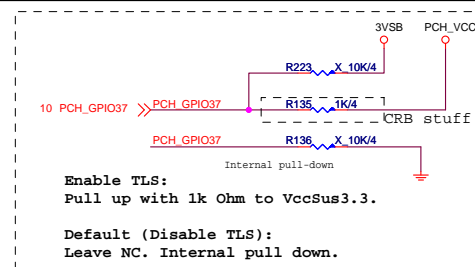 3VSB
PCH_VCC
R223 X_10K/4
10 PCH_GPIO37 PCH_GPIO37 R135 1K/4
CRB stuff
PCH_GPIO37 R136 X_10K/4
Internal pull-down
Enable TLS:
Pull up with 1k Ohm to VccSus3.3.
Default (Disable TLS):
Leave NC. Internal pull down.